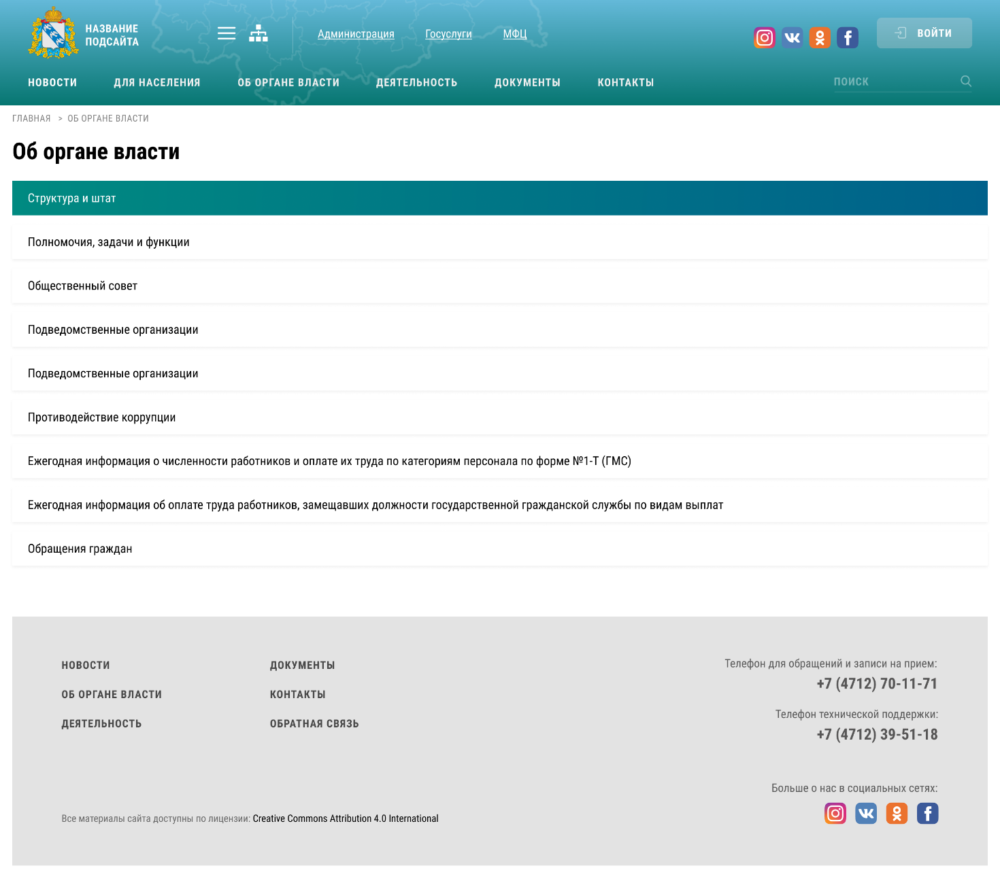 НАЗВАНИЕ
ПОДСАЙТА
Администрация
Госуслуги
МФЦ
ВОЙТИ
НОВОСТИ
ДЛЯ НАСЕЛЕНИЯ
ОБ ОРГАНЕ ВЛАСТИ
ДЕЯТЕЛЬНОСТЬ
ДОКУМЕНТЫ
КОНТАКТЫ
ПОИСК
ГЛАВНАЯ > ОБ ОРГАНЕ ВЛАСТИ
Об органе власти
Структура и штат
Полномочия, задачи и функции
Общественный совет
Подведомственные организации
Подведомственные организации
Противодействие коррупции
Ежегодная информация о численности работников и оплате их труда по категориям персонала по форме №1-Т (ГМС)
Ежегодная информация об оплате труда работников, замещавших должности государственной гражданской службы по видам выплат
Обращения граждан
НОВОСТИ
ОБ ОРГАНЕ ВЛАСТИ
ДЕЯТЕЛЬНОСТЬ
ДОКУМЕНТЫ
КОНТАКТЫ
ОБРАТНАЯ СВЯЗЬ
Телефон для обращений и записи на прием:
+7 (4712) 70-11-71
Телефон технической поддержки:
+7 (4712) 39-51-18
Больше о нас в социальных сетях:
Все материалы сайта доступны по лицензии: Creative Commons Attribution 4.0 International